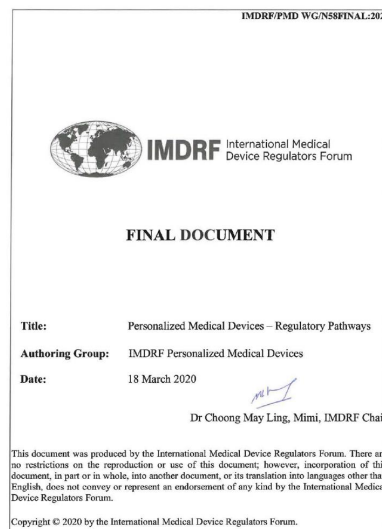 IMDRF/PMD WG/N58FINAL:202
IMDRF International Medical
Device Regulators Forum
FINAL DOCUMENT
Title: Personalized Medical Devices – Regulatory Pathways
Authoring Group: IMDRF Personalized Medical Devices
Date: 18 March 2020
Dr Choong May Ling, Mimi, IMDRF Chai
This document was produced by the International Medical Device Regulators Forum. There ar
no restrictions on the reproduction or use of this document; however, incorporation of thi
document, in part or in whole, into another document, or its translation into languages other tha
English, does not convey or represent an endorsement of any kind by the International Medica
Device Regulators Forum.
Copyright © 2020 by the International Medical Device Regulators Forum.